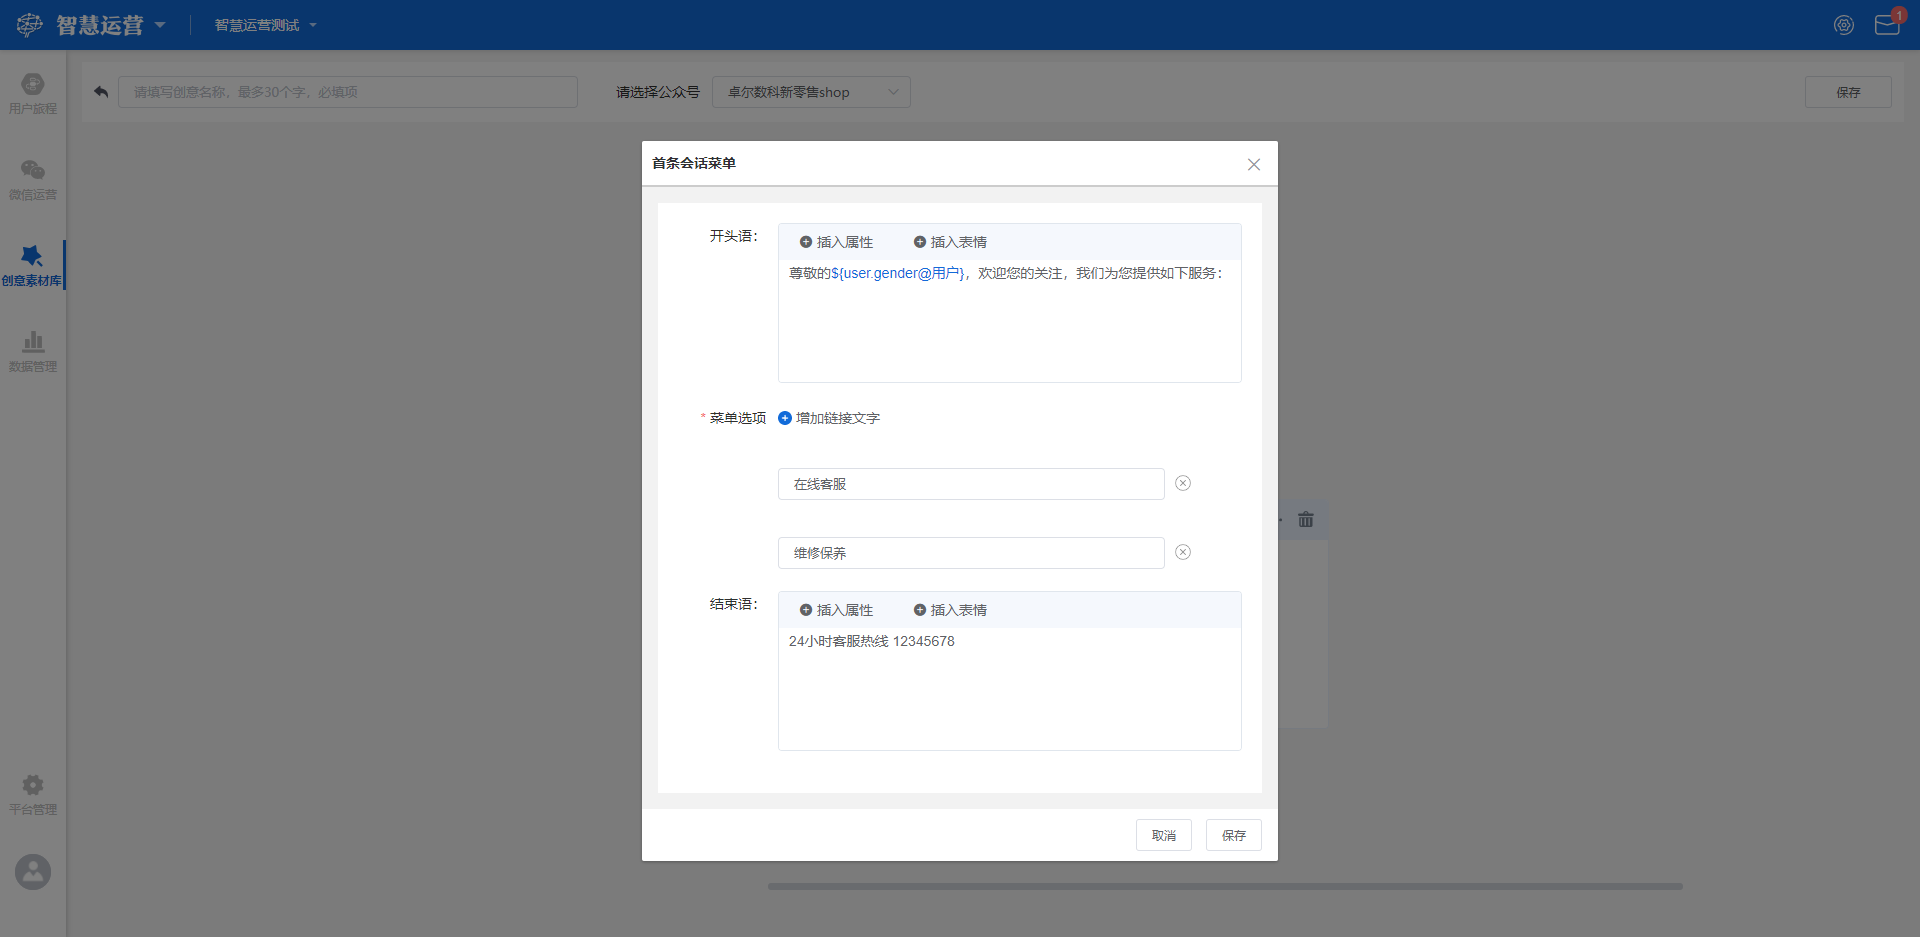 智慧运营
智慧运营测试
1
用户旅程
微信运营
创意素材库
数据管理
平台管理
请填写创意名称，最多30个字，必填项
请选择公众号
卓尔数科新零售shop
保存
首条会话菜单
开头语：
插入属性
插入表情
尊敬的${user.gender@用户}，欢迎您的关注，我们为您提供如下服务：
* 菜单选项
增加链接文字
在线客服
维修保养
结束语：
插入属性
插入表情
24小时客服热线 12345678
取消
保存